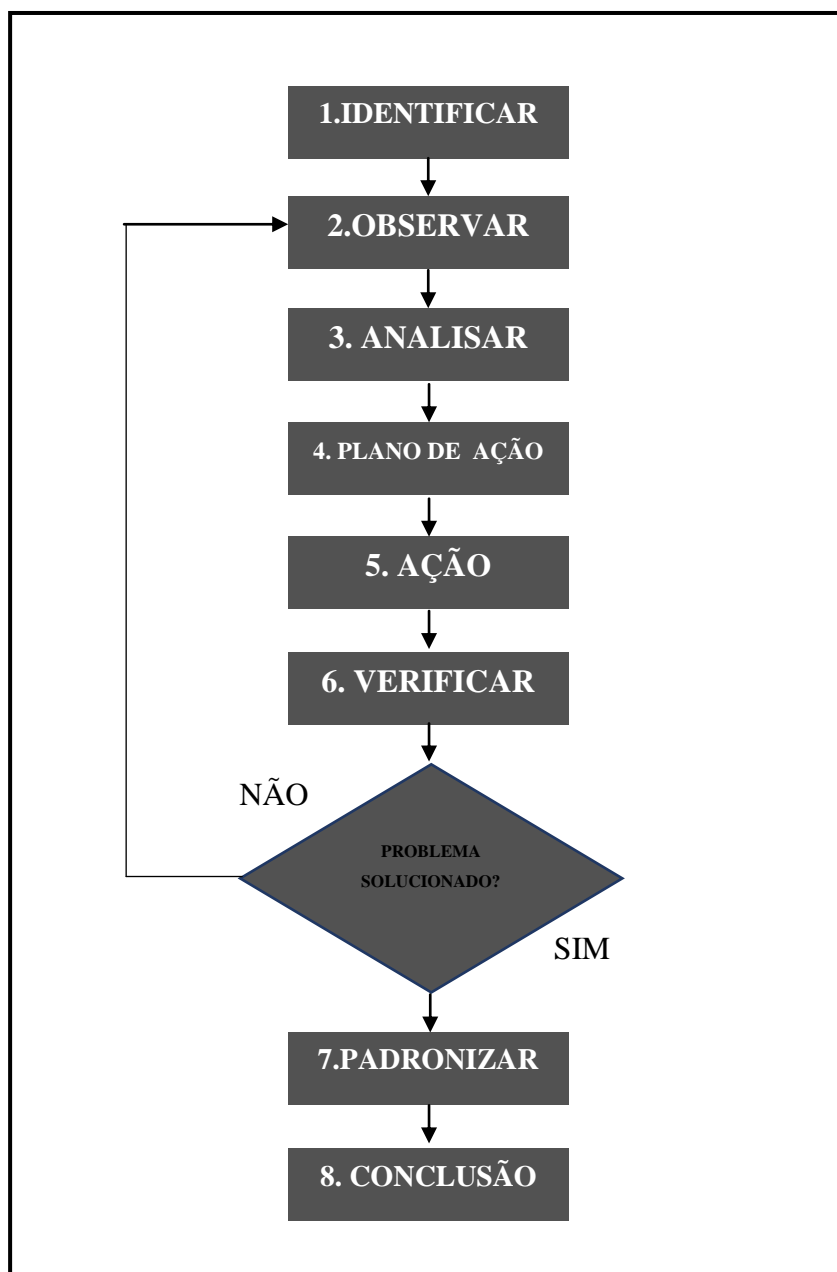 1.IDENTIFICAR
2.OBSERVAR
3. ANALISAR
4. PLANO DE AÇÃO
5. AÇÃO
6. VERIFICAR
NÃO
PROBLEMA
SOLUCIONADO?
SIM
7.PADRONIZAR
8. CONCLUSÃO